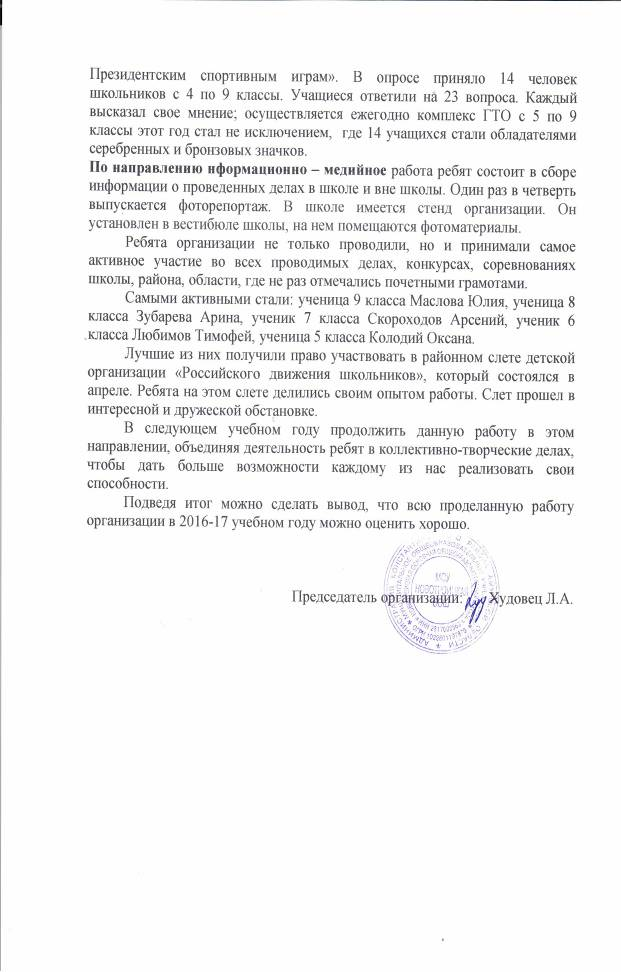 Президентским спортивным играм». В опросе приняло 14 человек
школьников с 4 по 9 классы. Учащиеся ответили на 23 вопроса. Каждый
высказал свое мнение; осуществляется ежегодно комплекс ГТО с 5 по 9
классы этот год стал не исключением, где 14 учащихся стали обладателями
серебренных и бронзовых значков.
По направлению нформационно – медийное работа ребят состоит в сборе
информации о проведенных делах в школе и вне школы. Один раз в четверть
выпускается фоторепортаж. В школе имеется стенд организации. Он
установлен в вестибюле школы, на нем помещаются фотоматериалы.
Ребята организации не только проводили, но и принимали самое
активное участие во всех проводимых делах, конкурсах, соревнованиях
школы, района, области, где не раз отмечались почетными грамотами.
Самыми активными стали: ученица 9 класса Маслова Юлия, ученица 8
класса Зубарева Арина, ученик 7 класса Скороходов Арсений, ученик 6
класса Любимов Тимофей, ученица 5 класса Колодий Оксана.
Лучшие из них получили право участвовать в районном слете детской
организации «Российского движения школьников», который состоялся в
апреле. Ребята на этом слете делились своим опытом работы. Слет прошел в
интересной и дружеской обстановке.
В следующем учебном году продолжить данную работу в этом
направлении, объединяя деятельность ребят в коллективно-творческие делах,
чтобы дать больше возможности каждому из нас реализовать свои
способности.
Подведя итог можно сделать вывод, что всю проделанную работу
организации в 2016-17 учебном году можно оценить хорошо.
Председатель организации: Худовец Л.А.
МОУ
НОВОТРОИЦКАЯ